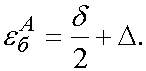 ε_б^А = δ/2 + Δ.